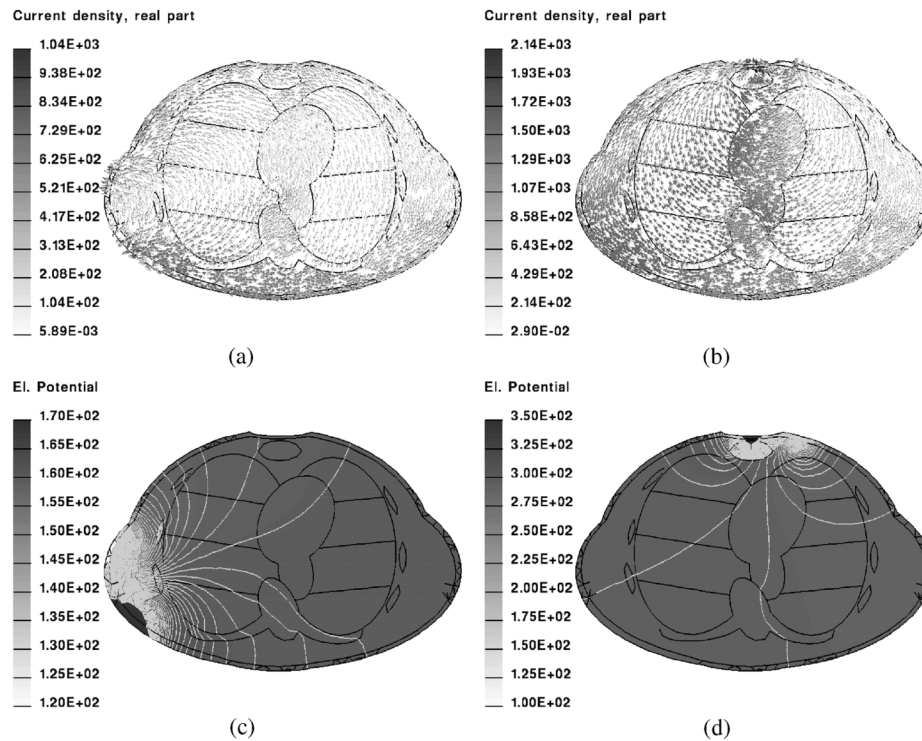 Current density, real part
1.04E+03
9.38E+02
8.34E+02
7.29E+02
6.25E+02
5.21E+02
4.17E+02
3.13E+02
2.08E+02
1.04E+02
5.89E-03
(a)
Current density, real part
2.14E+03
1.93E+03
1.72E+03
1.50E+03
1.29E+03
1.07E+03
8.58E+02
6.43E+02
4.29E+02
2.14E+02
2.90E-02
(b)
El. Potential
1.70E+02
1.65E+02
1.60E+02
1.55E+02
1.50E+02
1.45E+02
1.40E+02
1.35E+02
1.30E+02
1.25E+02
1.20E+02
(c)
El. Potential
3.50E+02
3.25E+02
3.00E+02
2.75E+02
2.50E+02
2.25E+02
2.00E+02
1.75E+02
1.50E+02
1.25E+02
1.00E+02
(d)